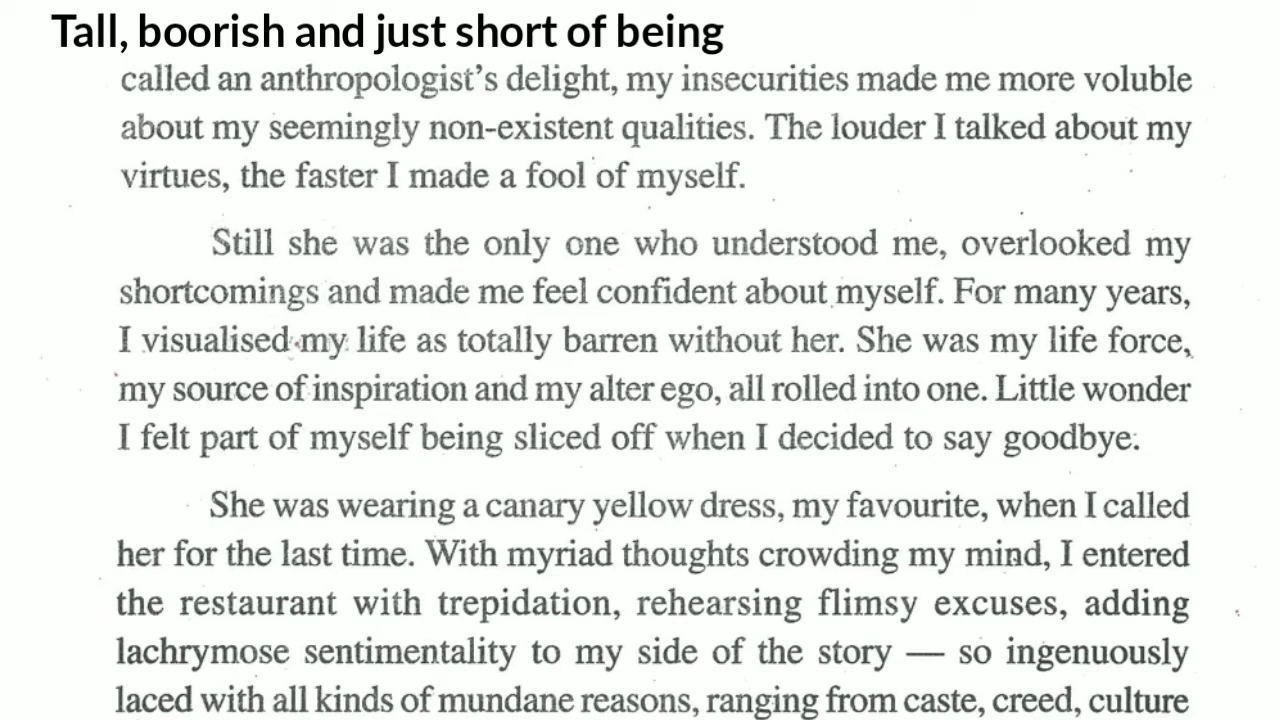 Tall, boorish and just short of being
called an anthropologist's delight, my insecurities made me more voluble
about my seemingly non-existent qualities. The louder I talked about my
virtues, the faster I made a fool of myself.
Still she was the only one who understood me, overlooked my
shortcomings and made me feel confident about myself. For many years,
I visualised my life as totally barren without her. She was my life force,
my source of inspiration and my alter ego, all rolled into one. Little wonder
I felt part of myself being sliced off when I decided to say goodbye.
She was wearing a canary yellow dress, my favourite, when I called
her for the last time. With myriad thoughts crowding my mind, I entered
the restaurant with trepidation, rehearsing flimsy excuses, adding
lachrymose sentimentality to my side of the story — so ingenuously
laced with all kinds of mundane reasons, ranging from caste, creed, culture